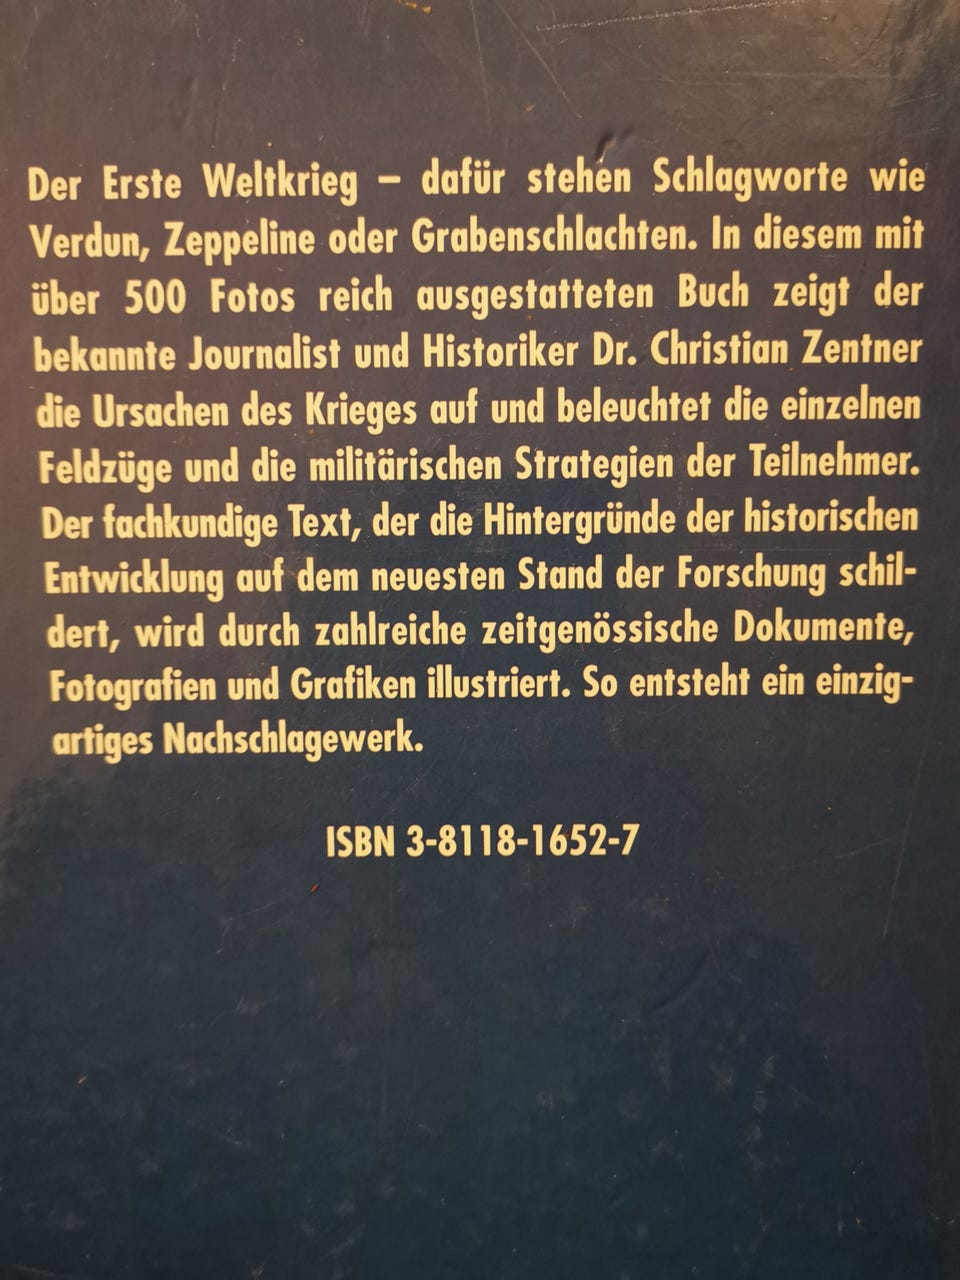 Der Erste Weltkrieg – dafür stehen Schlagworte wie
Verdun, Zeppeline oder Grabenschlachten. In diesem mit
über 500 Fotos reich ausgestatteten Buch zeigt der
bekannte Journalist und Historiker Dr. Christian Zentner
die Ursachen des Krieges auf und beleuchtet die einzelnen
Feldzüge und die militärischen Strategien der Teilnehmer.
Der fachkundige Text, der die Hintergründe der historischen
Entwicklung auf dem neuesten Stand der Forschung schil-
dert, wird durch zahlreiche zeitgenössische Dokumente,
Fotografien und Grafiken illustriert. So entsteht ein einzig-
artiges Nachschlagewerk.
ISBN 3-8118-1652-7